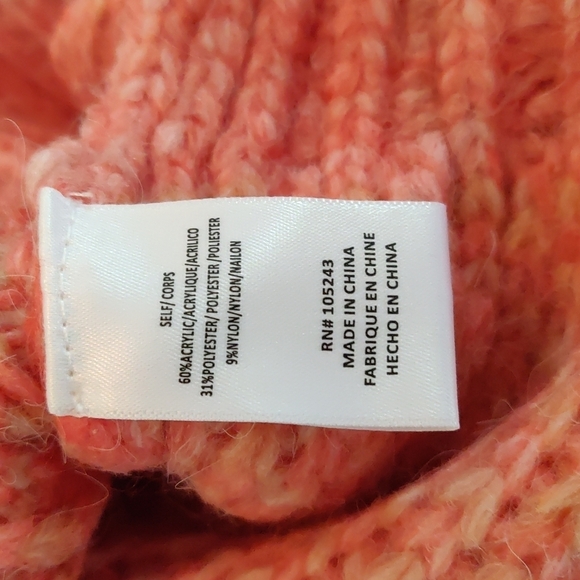 SELF/ CORPS
60%ACRYLIC/ACRYLIQUE/ACRILICO
31%POLYESTER/ POLYESTER /POLIESTER
9%NYLON/NYLON/NAILON
RN# 105243
MADE IN CHINA
FABRIQUE EN CHINE
HECHO EN CHINA